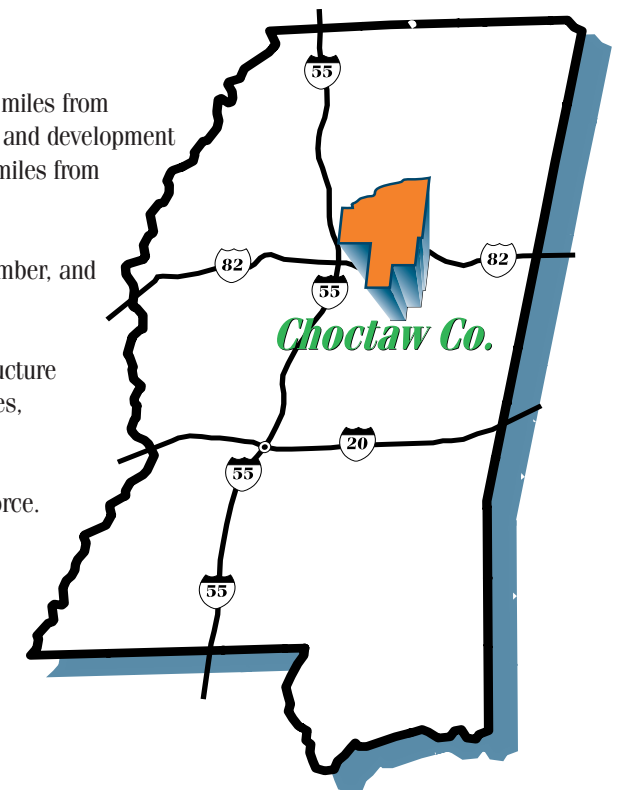 55
miles from
and development
miles from
82
82
mber, and
55
Choctaw Co.
ucture
es,
20
55
orce.
55